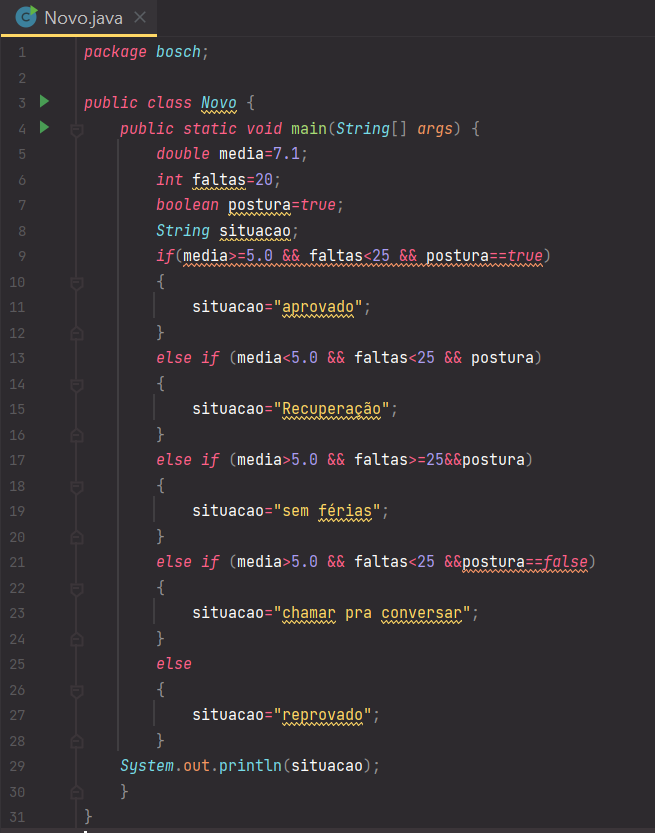 Novo.java
1 package bosch;
2
3 public class Novo {
4 public static void main(String[] args) {
5 double media=7.1;
6 int faltas=20;
7 boolean postura=true;
8 String situacao;
9 if(media>=5.0 && faltas<25 && postura==true)
10 {
11 situacao="aprovado";
12 }
13 else if (media<5.0 && faltas<25 && postura)
14 {
15 situacao="Recuperação";
16 }
17 else if (media>5.0 && faltas>=25&&postura)
18 {
19 situacao="sem férias";
20 }
21 else if (media>5.0 && faltas<25 &&postura==false)
22 {
23 situacao="chamar pra conversar";
24 }
25 else
26 {
27 situacao="reprovado";
28 }
29 System.out.println(situacao);
30 }
31 }